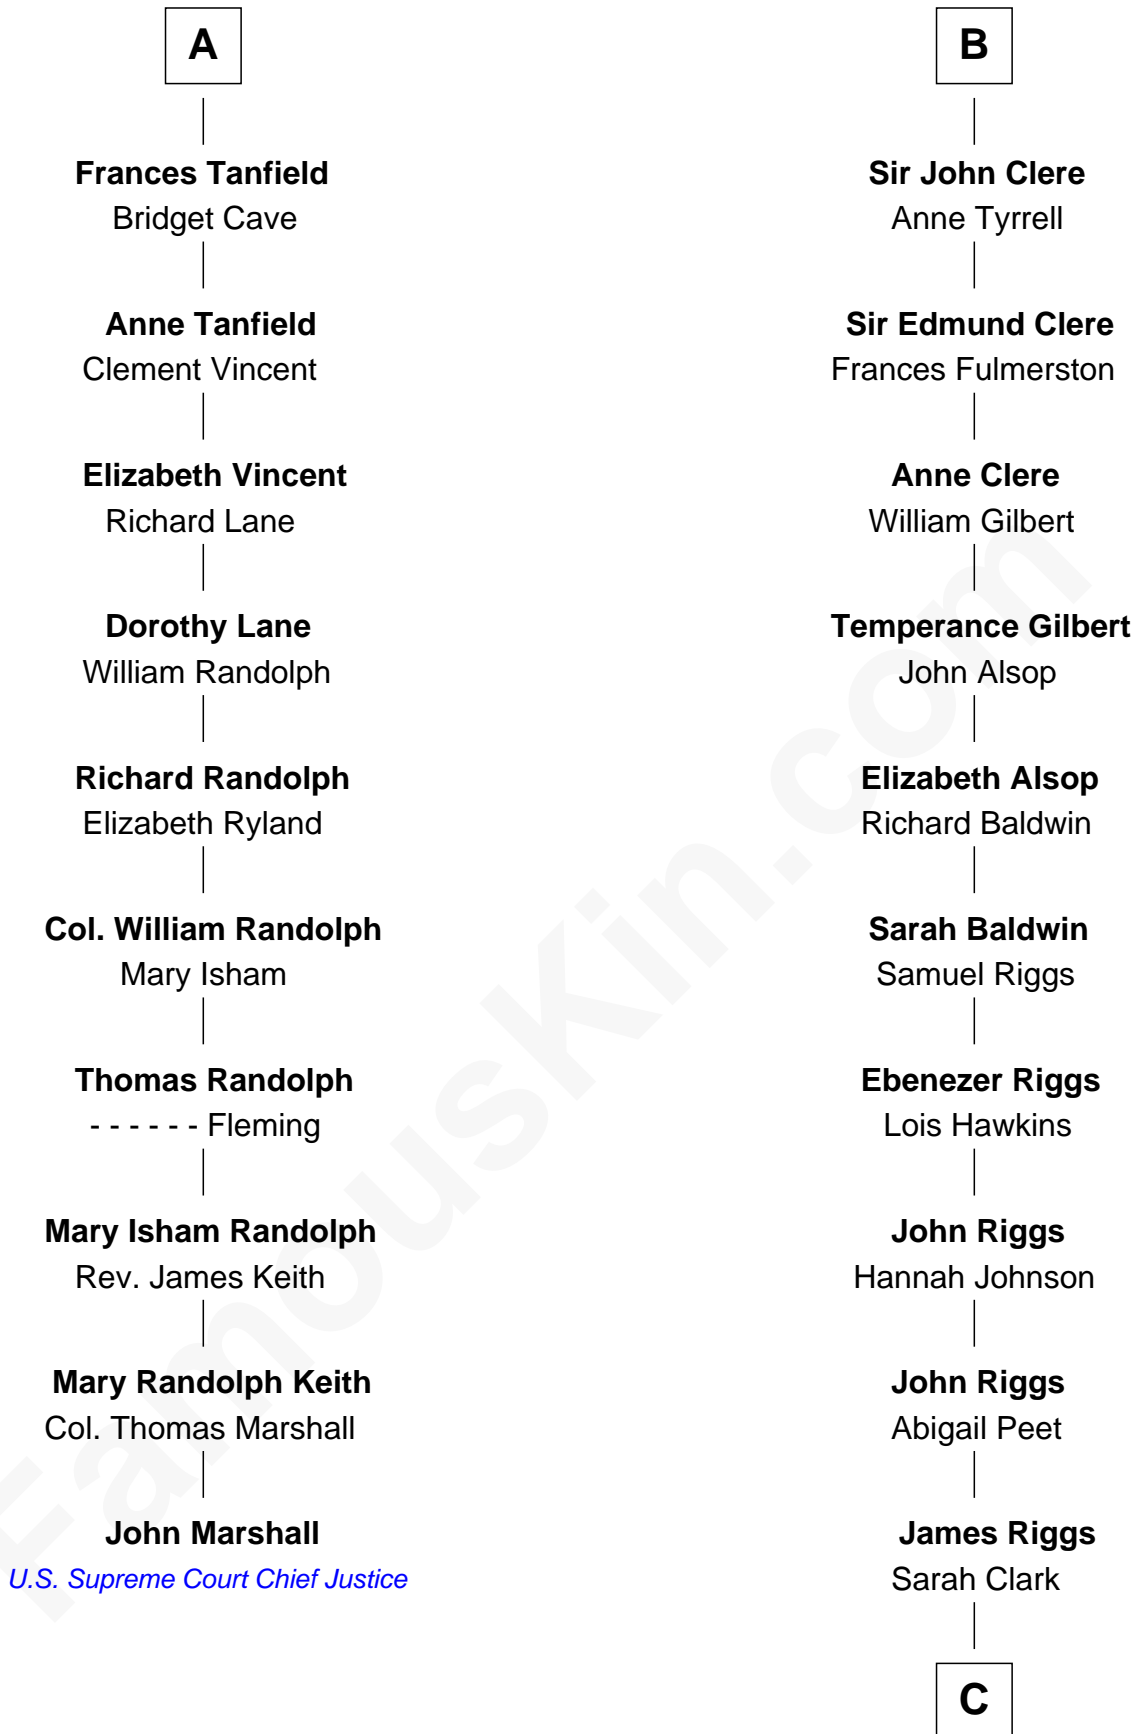 A
Frances Tanfield
Bridget Cave
Anne Tanfield
Clement Vincent
Elizabeth Vincent
Richard Lane
Dorothy Lane
William Randolph
Richard Randolph
Elizabeth Ryland
Col. William Randolph
Mary Isham
Thomas Randolph
- - - - - - Fleming
Mary Isham Randolph
Rev. James Keith
Mary Randolph Keith
Col. Thomas Marshall
John Marshall
U.S. Supreme Court Chief Justice
B
Sir John Clere
Anne Tyrrell
Sir Edmund Clere
Frances Fulmerston
Anne Clere
William Gilbert
Temperance Gilbert
John Alsop
Elizabeth Alsop
Richard Baldwin
Sarah Baldwin
Samuel Riggs
Ebenezer Riggs
Lois Hawkins
John Riggs
Hannah Johnson
John Riggs
Abigail Peet
James Riggs
Sarah Clark
C
FamousKin.com